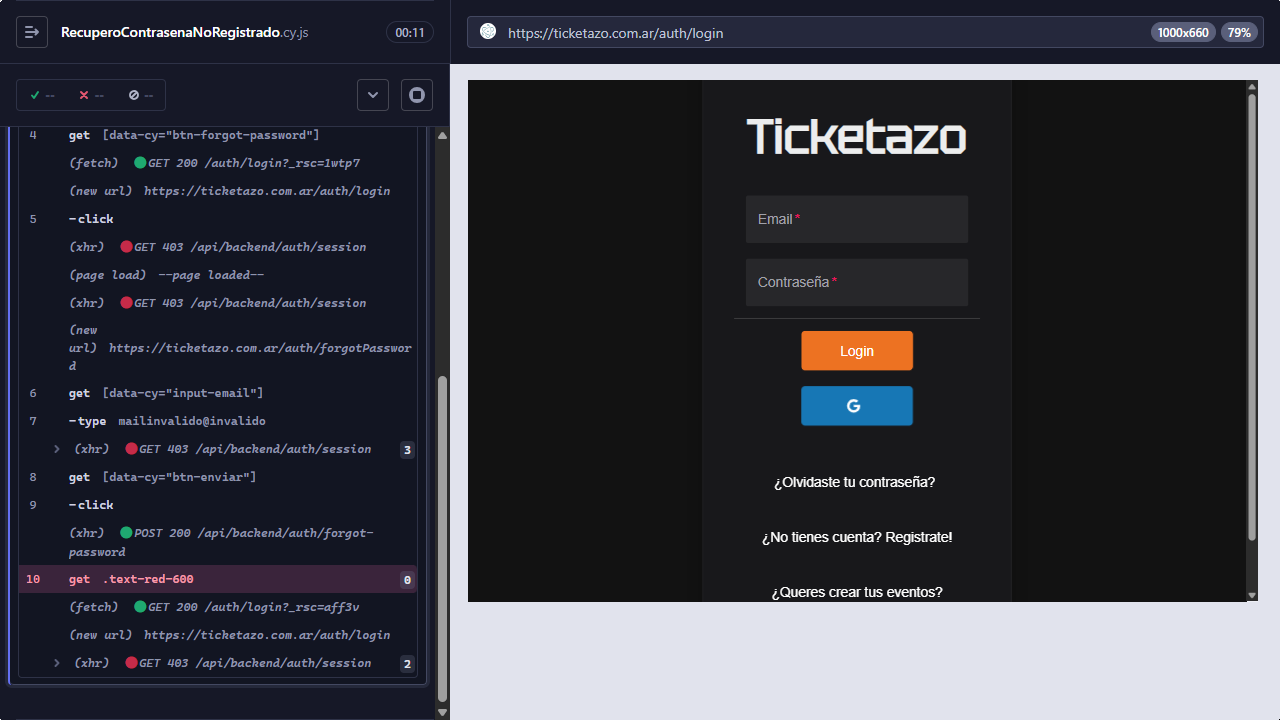 RecuperoContrasenaNoRegistrado.cy.js
00:11
https://ticketazo.com.ar/auth/login
1000x660
79%
--
--
--
4 get [data-cy="btn-forgot-password"]
(fetch) GET 200 /auth/login?_rsc=1wtp7
(new url) https://ticketazo.com.ar/auth/login
5 -click
(xhr) GET 403 /api/backend/auth/session
(page load) --page loaded--
(xhr) GET 403 /api/backend/auth/session
(new
url) https://ticketazo.com.ar/auth/forgotPasswor
d
6 get [data-cy="input-email"]
7 -type mailinvalido@invalido
(xhr) GET 403 /api/backend/auth/session 3
8 get [data-cy="btn-enviar"]
9 -click
(xhr) POST 200 /api/backend/auth/forgot-
password
10 get .text-red-600 0
(fetch) GET 200 /auth/login?_rsc=aff3v
(new url) https://ticketazo.com.ar/auth/login
(xhr) GET 403 /api/backend/auth/session 2
Ticketazo
Email*
Contraseña*
Login
G
¿Olvidaste tu contraseña?
¿No tienes cuenta? Registrate!
¿Queres crear tus eventos?